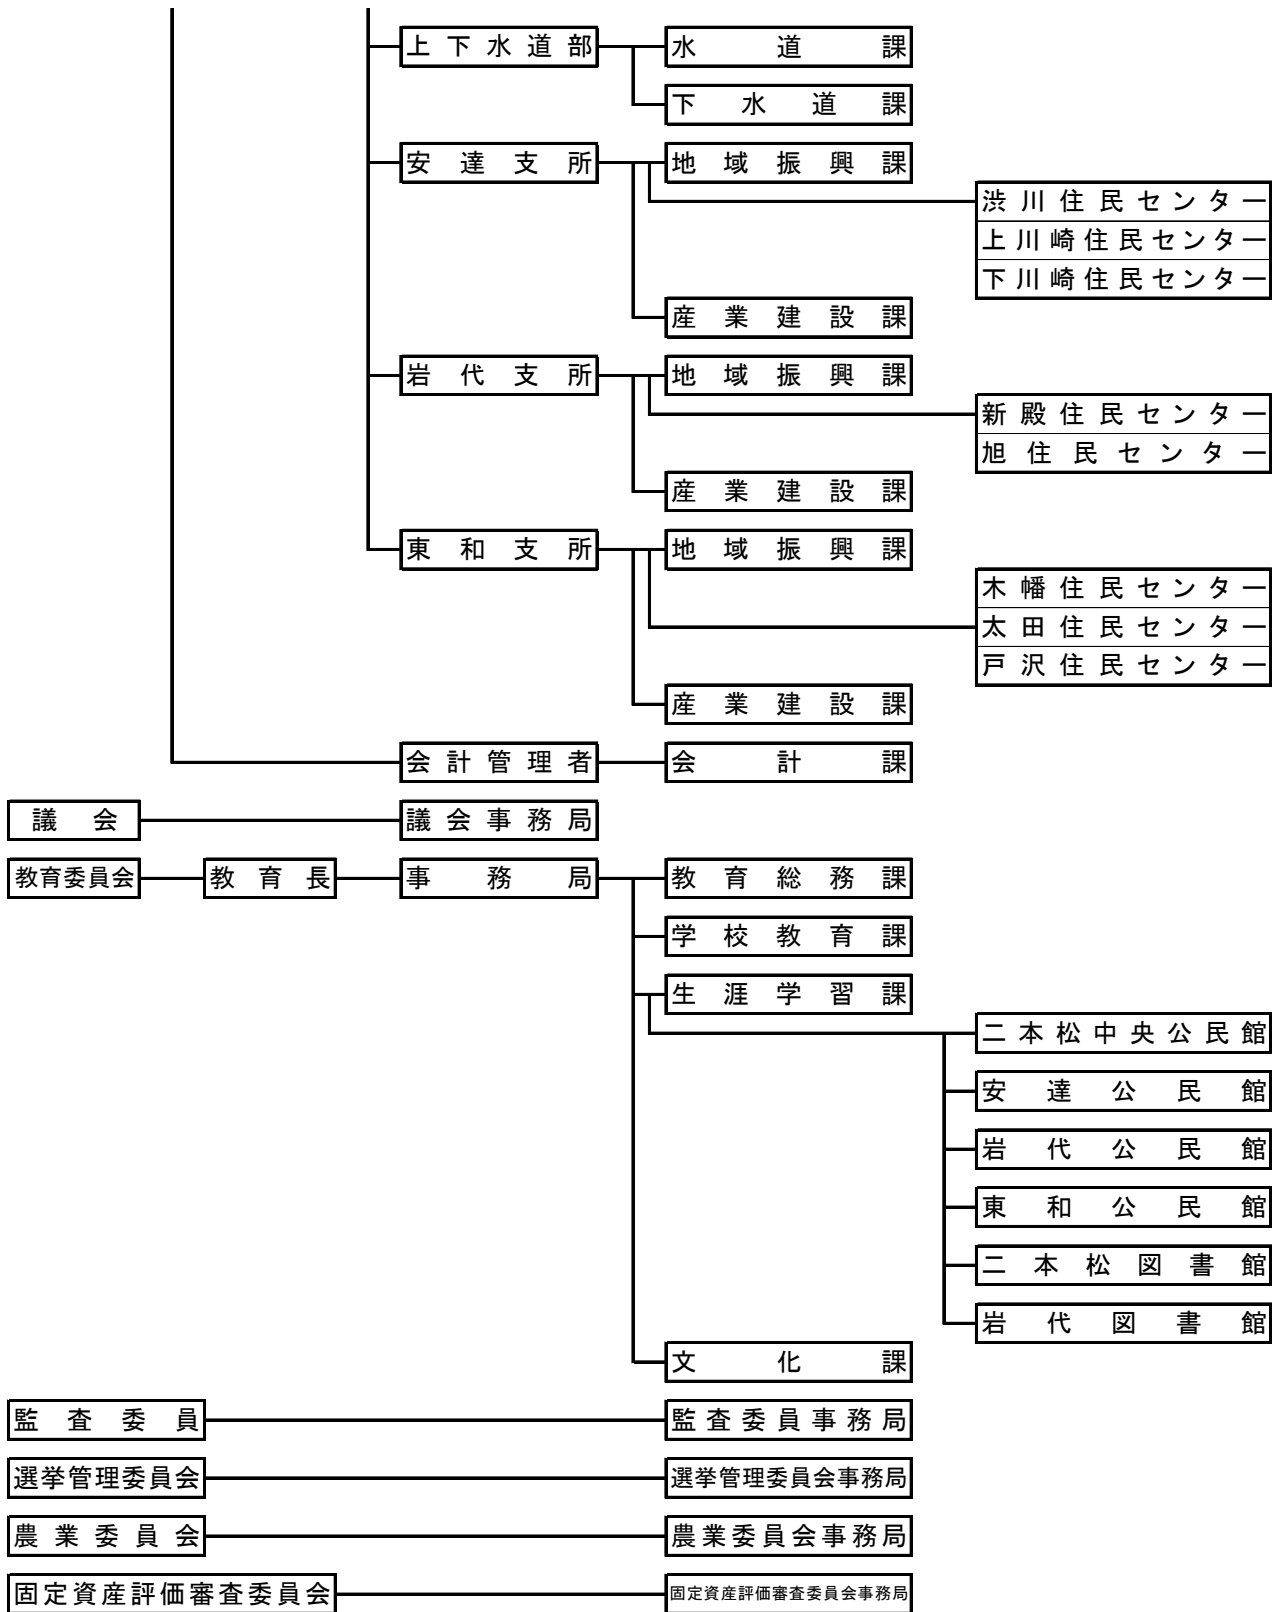 上下水道部 水道課
下水道課
安達支所 地域振興課
渋川住民センター
上川崎住民センター
下川崎住民センター
産業建設課
岩代支所 地域振興課
新殿住民センター
旭住民センター
産業建設課
東和支所 地域振興課
木幡住民センター
太田住民センター
戸沢住民センター
産業建設課
会計管理者 会計課
議会 議会事務局
教育委員会 教育長 事務局 教育総務課
学校教育課
生涯学習課
二本松中央公民館
安達公民館
岩代公民館
東和公民館
二本松図書館
岩代図書館
文化課
監査委員 監査委員事務局
選挙管理委員会 選挙管理委員会事務局
農業委員会 農業委員会事務局
固定資産評価審査委員会 固定資産評価審査委員会事務局